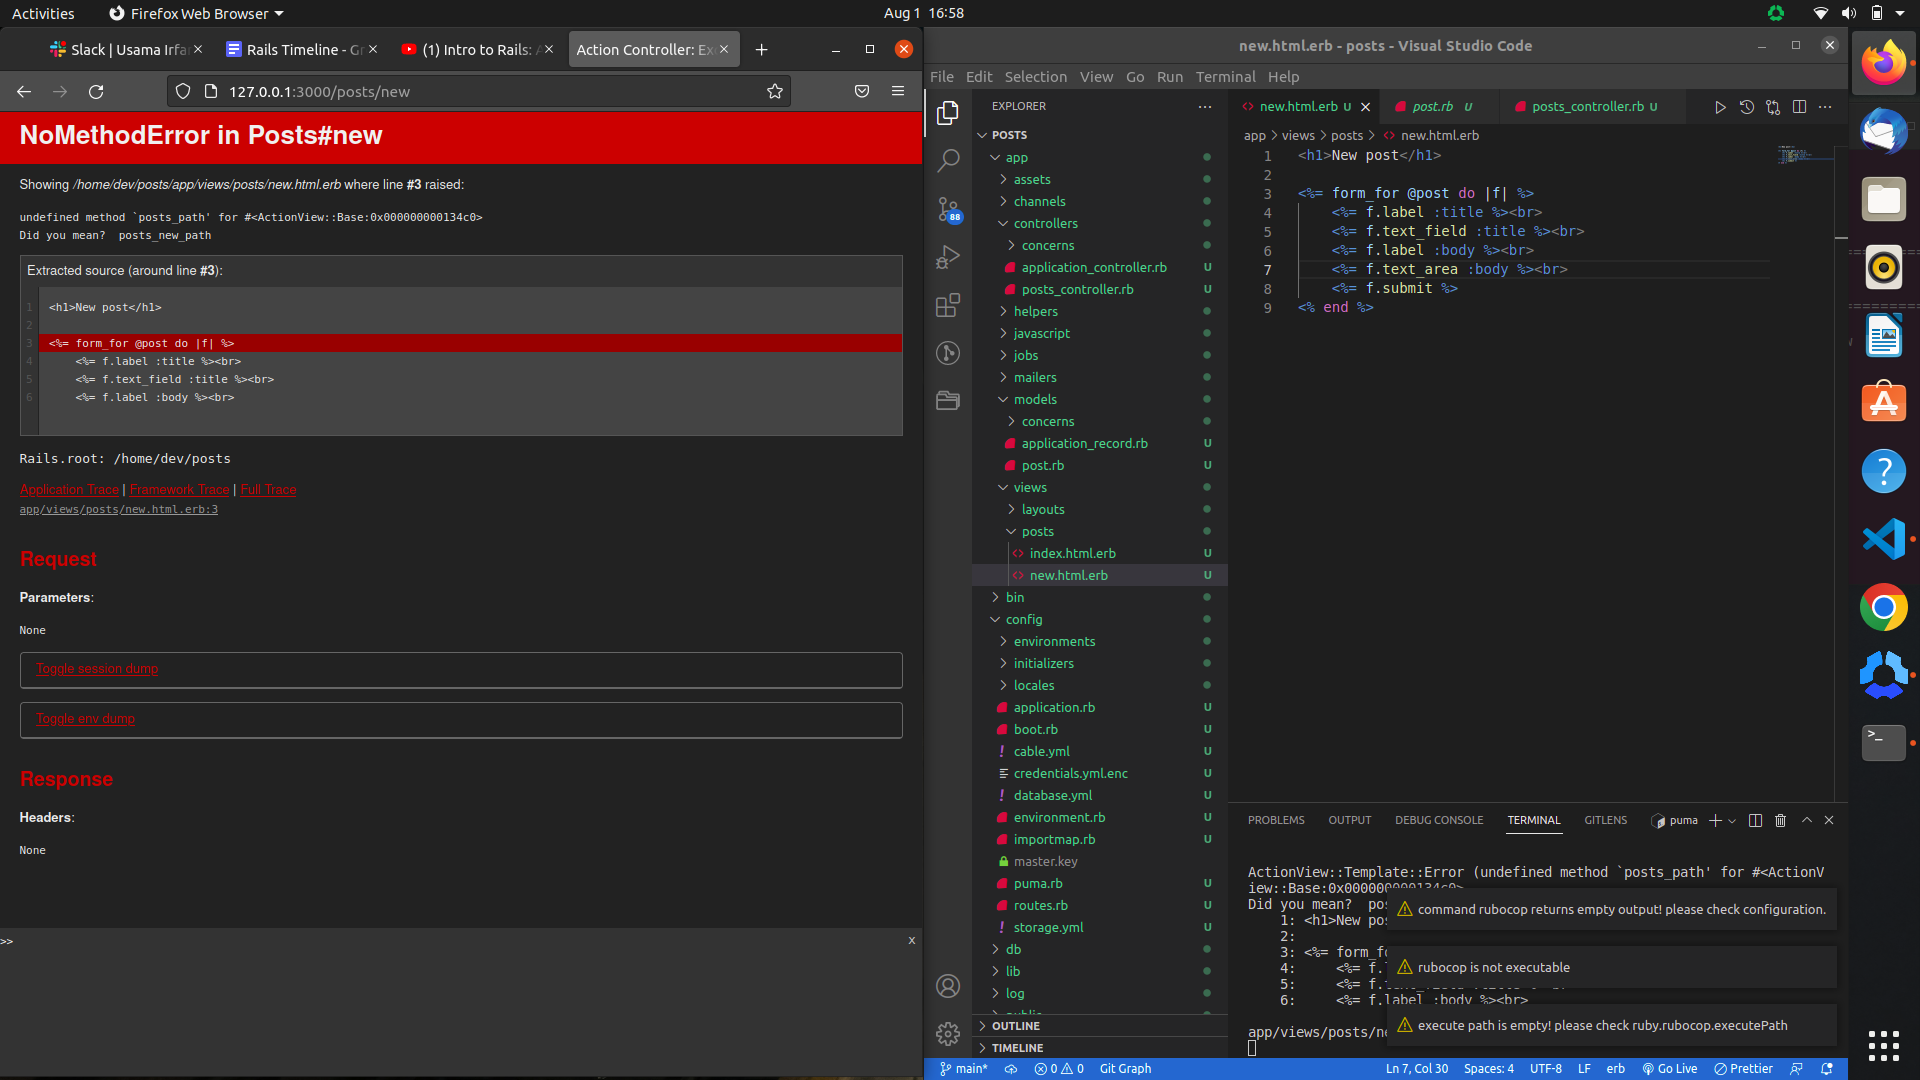 Activities
Firefox Web Browser
Aug 1 16:58
Slack | Usama Irfan
Rails Timeline - Gr
(1) Intro to Rails: A
Action Controller: Ex
127.0.0.1:3000/posts/new
NoMethodError in Posts#new
Showing /home/dev/posts/app/views/posts/new.html.erb where line #3 raised:
undefined method `posts_path' for #<ActionView::Base:0x000000000134c0>
Did you mean?  posts_new_path
Extracted source (around line #3):
1 <h1>New post</h1>
2
3 <%= form_for @post do |f| %>
4     <%= f.label :title %><br>
5     <%= f.text_field :title %><br>
6     <%= f.label :body %><br>
Rails.root: /home/dev/posts
Application Trace | Framework Trace | Full Trace
app/views/posts/new.html.erb:3
Request
Parameters:
None
Toggle session dump
Toggle env dump
Response
Headers:
None
>>
x
new.html.erb - posts - Visual Studio Code
File Edit Selection View Go Run Terminal Help
EXPLORER
88
POSTS
app
assets
channels
controllers
concerns
application_controller.rb U
posts_controller.rb U
helpers
javascript
jobs
mailers
models
concerns
application_record.rb U
post.rb U
views
layouts
posts
index.html.erb U
new.html.erb U
bin
config
environments
initializers
locales
application.rb U
boot.rb U
! cable.yml U
credentials.yml.enc U
! database.yml U
environment.rb U
importmap.rb U
master.key
puma.rb U
routes.rb U
! storage.yml U
db
lib
log
OUTLINE
TIMELINE
new.html.erb U
post.rb U
posts_controller.rb U
app > views > posts > new.html.erb
1 <h1>New post</h1>
2
3 <%= form_for @post do |f| %>
4     <%= f.label :title %><br>
5     <%= f.text_field :title %><br>
6     <%= f.label :body %><br>
7     <%= f.text_area :body %><br>
8     <%= f.submit %>
9 <% end %>
PROBLEMS OUTPUT DEBUG CONSOLE TERMINAL GITLENS
puma
ActionView::Template::Error (undefined method `posts_path' for #<ActionV
iew::Base:0x000000000134c0>
Did you mean?  po
1: <h1>New po
2:
3: <%= form_f
4:     <%= f.
5:     <%= f.
6:     <%= f.label :body %><br>
app/views/posts/ne
command rubocop returns empty output! please check configuration.
rubocop is not executable
execute path is empty! please check ruby.rubocop.executePath
main*
0 0
Git Graph
Ln 7, Col 30
Spaces: 4
UTF-8
LF
erb
Go Live
Prettier